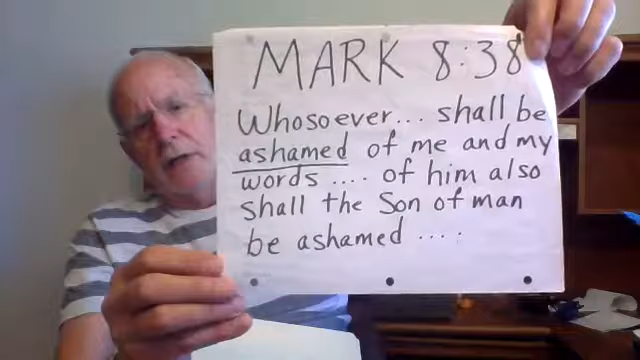 MARK 8:38
Whosoever... shall be
ashamed of me and my
words .... of him also
shall the Son of man
be ashamed ....